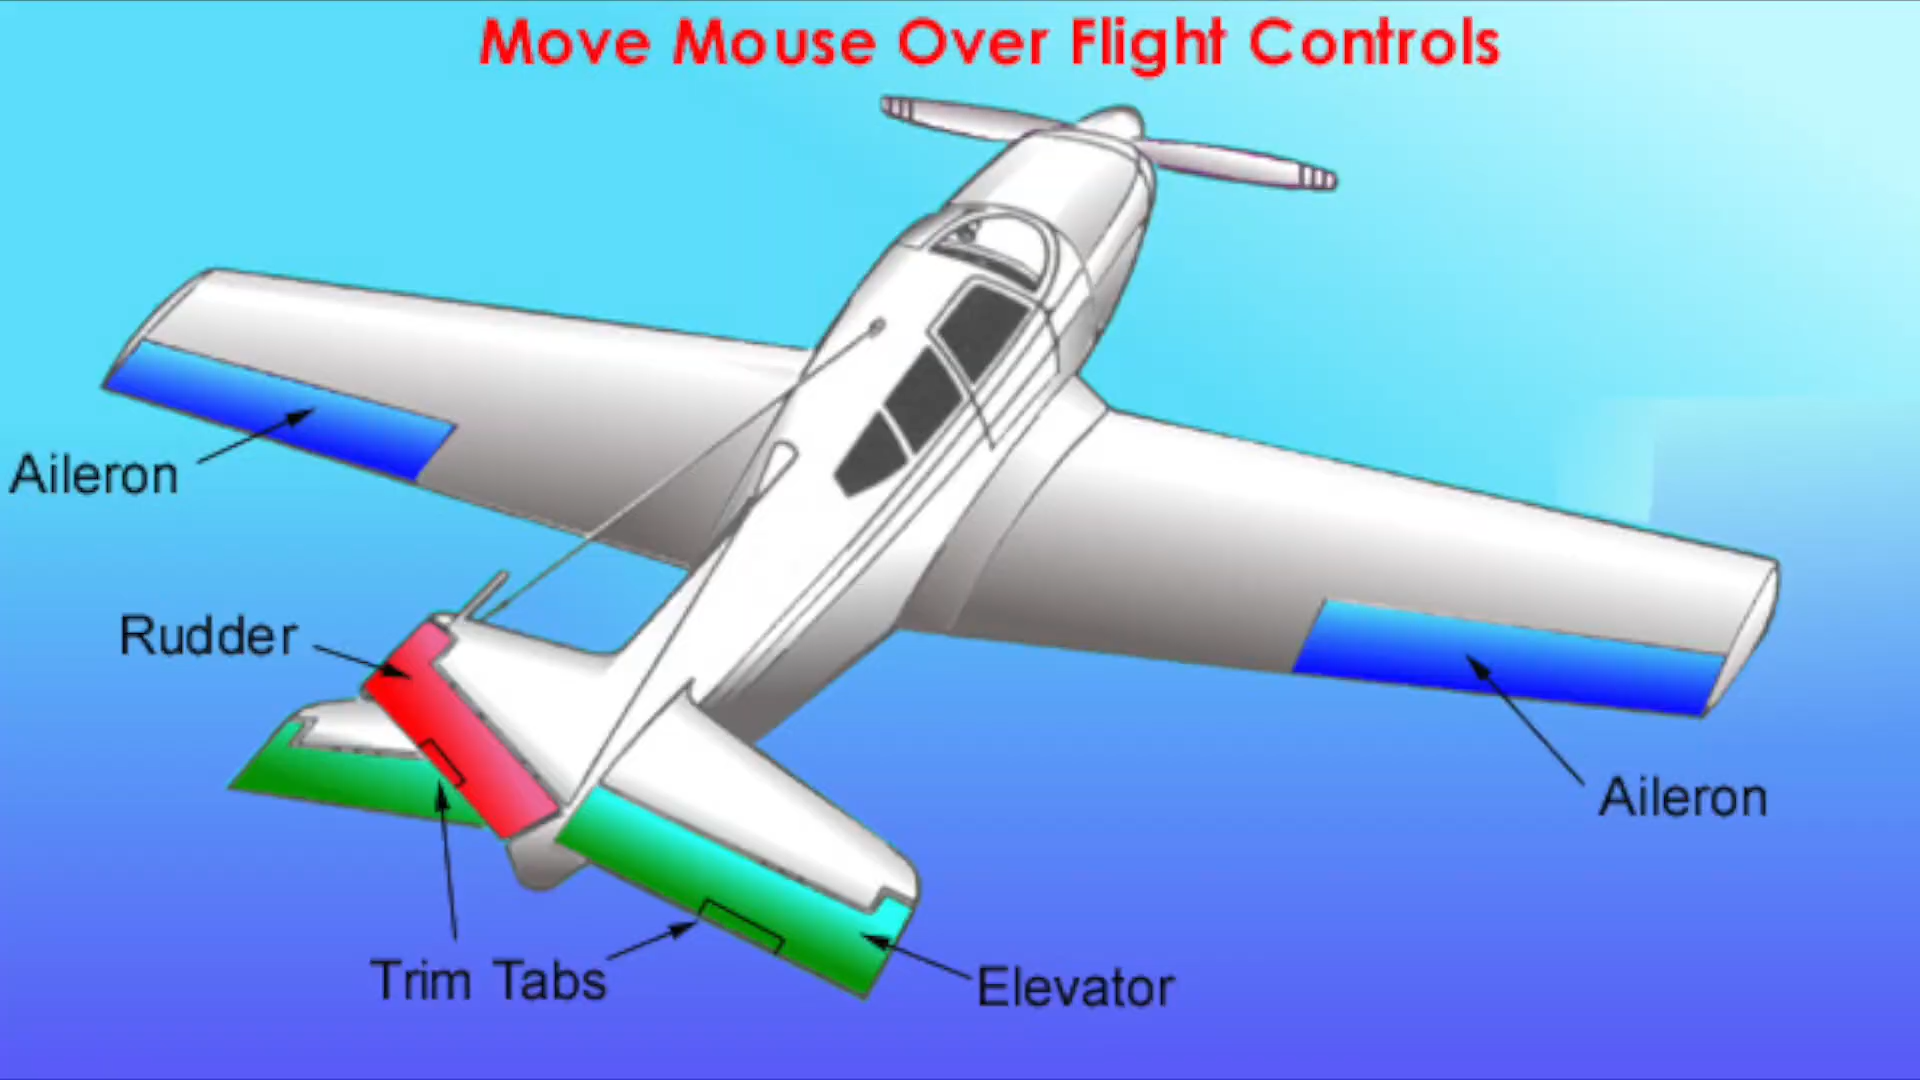 Move Mouse Over Flight Controls
Aileron
Rudder
Aileron
Trim Tabs
Elevator